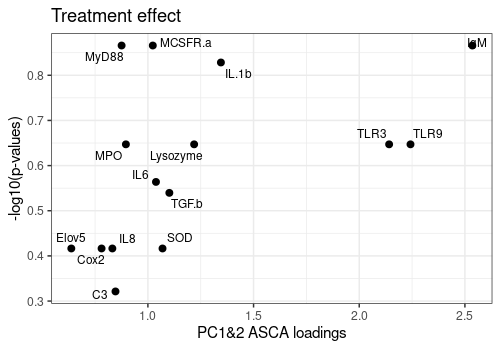 Treatment effect
MCSFR.a
IgM
MyD88
IL.1b
0.8
0.7
TLR3
TLR9
MPO
Lysozyme
0.6
IL6
TGF.b
0.5
Elov5
IL8
SOD
0.4
Cox2
C3
0.3
-log10(p-values)
1.0
1.5
2.0
2.5
PC1&2 ASCA loadings